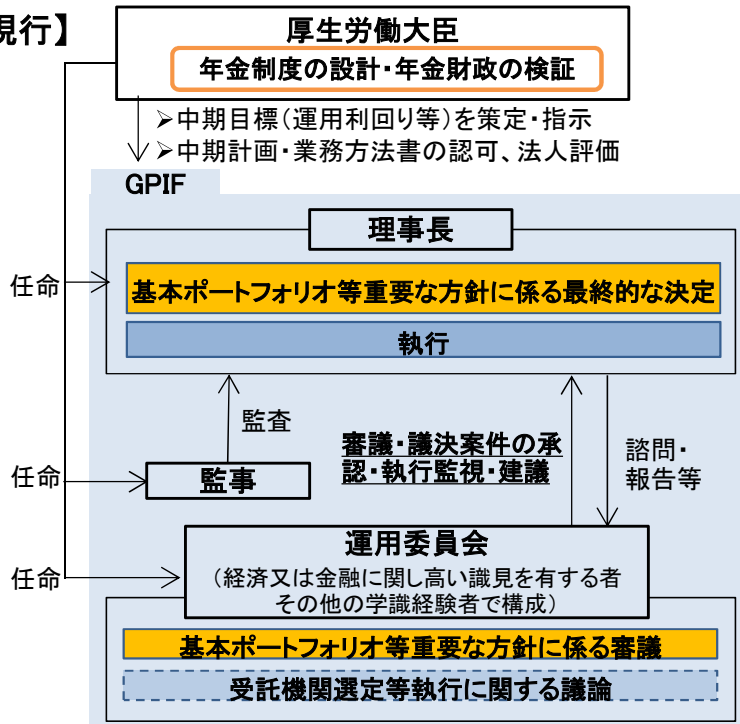 現行】
厚生労働大臣
年金制度の設計・年金財政の検証
➢中期目標(運用利回り等)を策定・指示
➢中期計画・業務方法書の認可、法人評価
GPIF
理事長
任命
基本ポートフォリオ等重要な方針に係る最終的な決定
執行
監査
審議・議決案件の承
認・執行監視・建議
諮問・
報告等
任命
監事
運用委員会
任命
(経済又は金融に関し高い識見を有する者
その他の学識経験者で構成)
基本ポートフォリオ等重要な方針に係る審議
受託機関選定等執行に関する議論